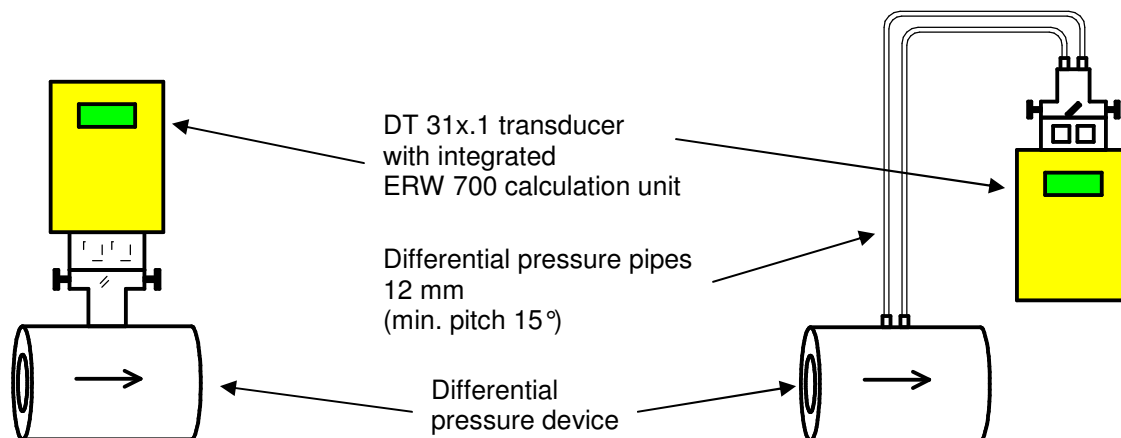 DT 31x.1 transducer
with integrated
ERW 700 calculation unit
Differential pressure pipes
12 mm
(min. pitch 15°)
Differential
pressure device